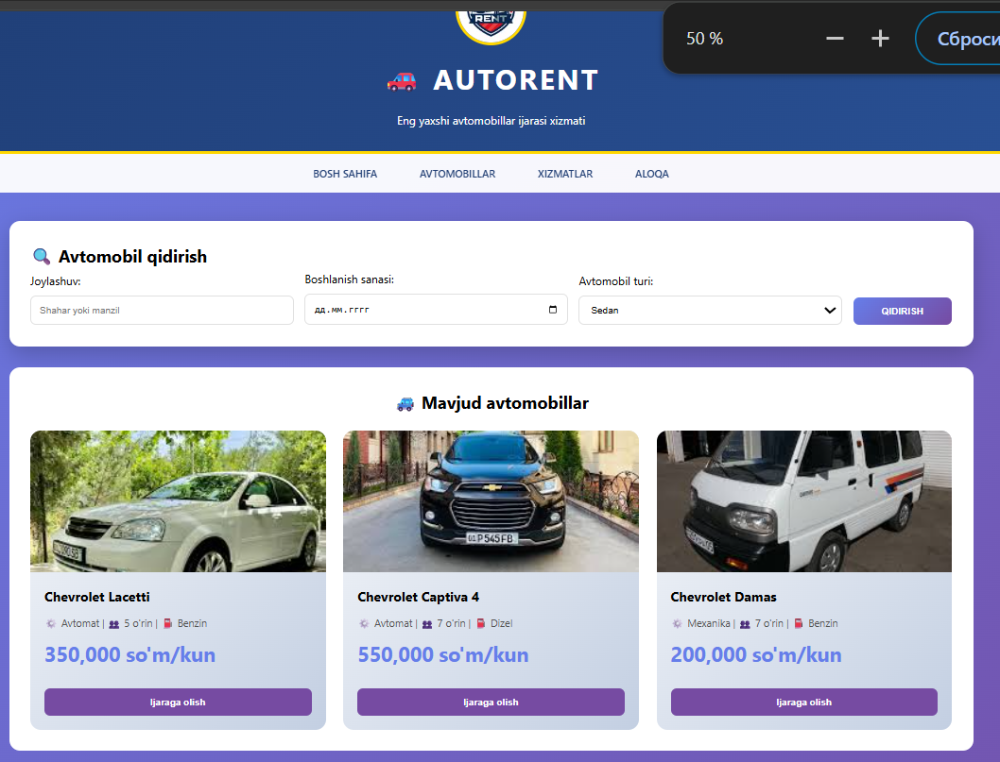 RENT
50 %
Сброси
AUTORENT
Eng yaxshi avtomobillar ijarasi xizmati
BOSH SAHIFA AVTOMOBILLAR XIZMATLAR ALOQA
Avtomobil qidirish
Joylashuv: Boshlanish sanasi: Avtomobil turi:
Shahar yoki manzil дд.мм.гггг Sedan QIDIRISH
Mavjud avtomobillar
01 P 545 FB
Chevrolet Lacetti Chevrolet Captiva 4 Chevrolet Damas
Avtomat | 5 o'rin | Benzin Avtomat | 7 o'rin | Dizel Mexanika | 7 o'rin | Benzin
350,000 so'm/kun 550,000 so'm/kun 200,000 so'm/kun
Ijaraga olish Ijaraga olish Ijaraga olish